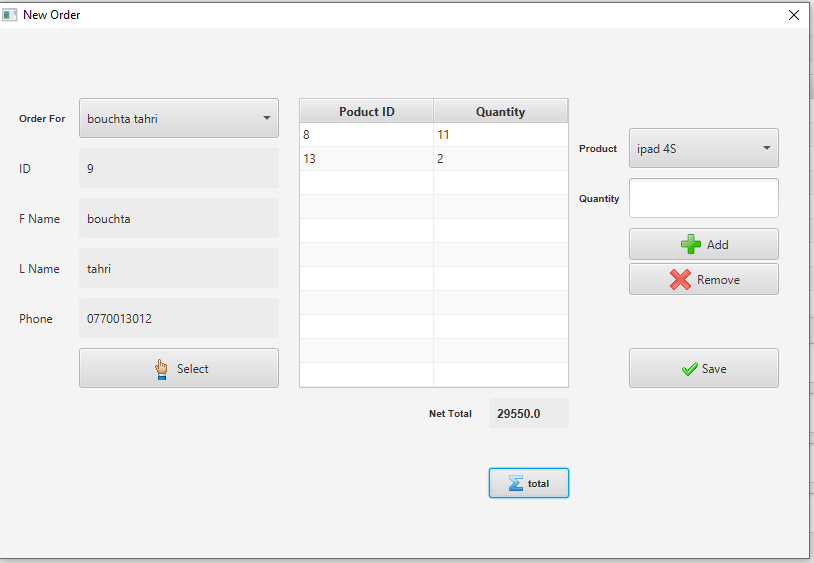 New Order
Order For bouchta tahri
ID 9
F Name bouchta
L Name tahri
Phone 0770013012
Select
Poduct ID Quantity
8 11
13 2
Net Total 29550.0
total
Product ipad 4S
Quantity
Add
Remove
Save